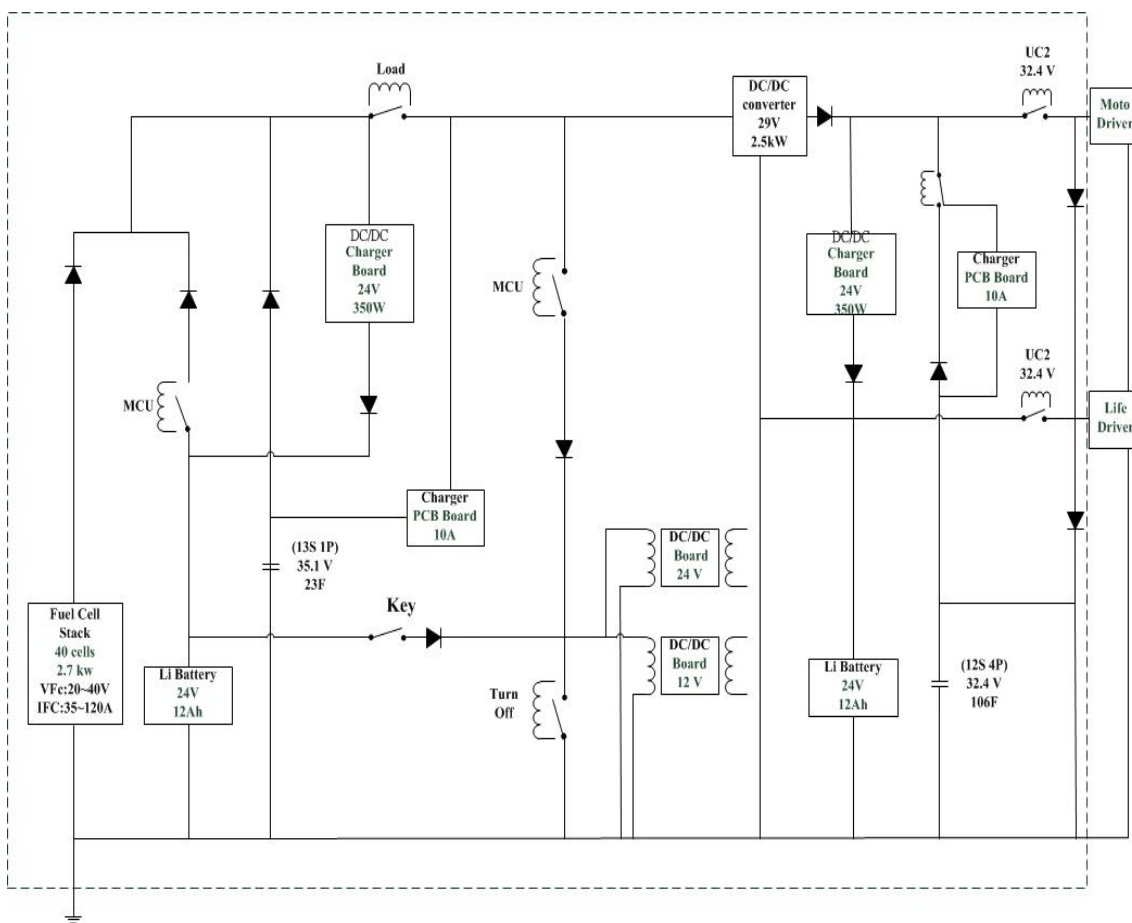 Load
UC2
32.4 V
DC/DC
converter
29V
2.5kW
Moto
Driver
DC/DC
Charger
Board
24V
350W
MCU
DC/DC
Charger
Board
24V
350W
Charger
PCB Board
10A
MCU
UC2
32.4 V
Life
Driver
Charger
PCB Board
10A
(13S 1P)
35.1 V
23F
DC/DC
Board
24 V
Key
Fuel Cell
Stack
40 cells
2.7 kw
VFc:20~40V
IFC:35~120A
Li Battery
24V
12Ah
Turn
Off
DC/DC
Board
12 V
Li Battery
24V
12Ah
(12S 4P)
32.4 V
106F